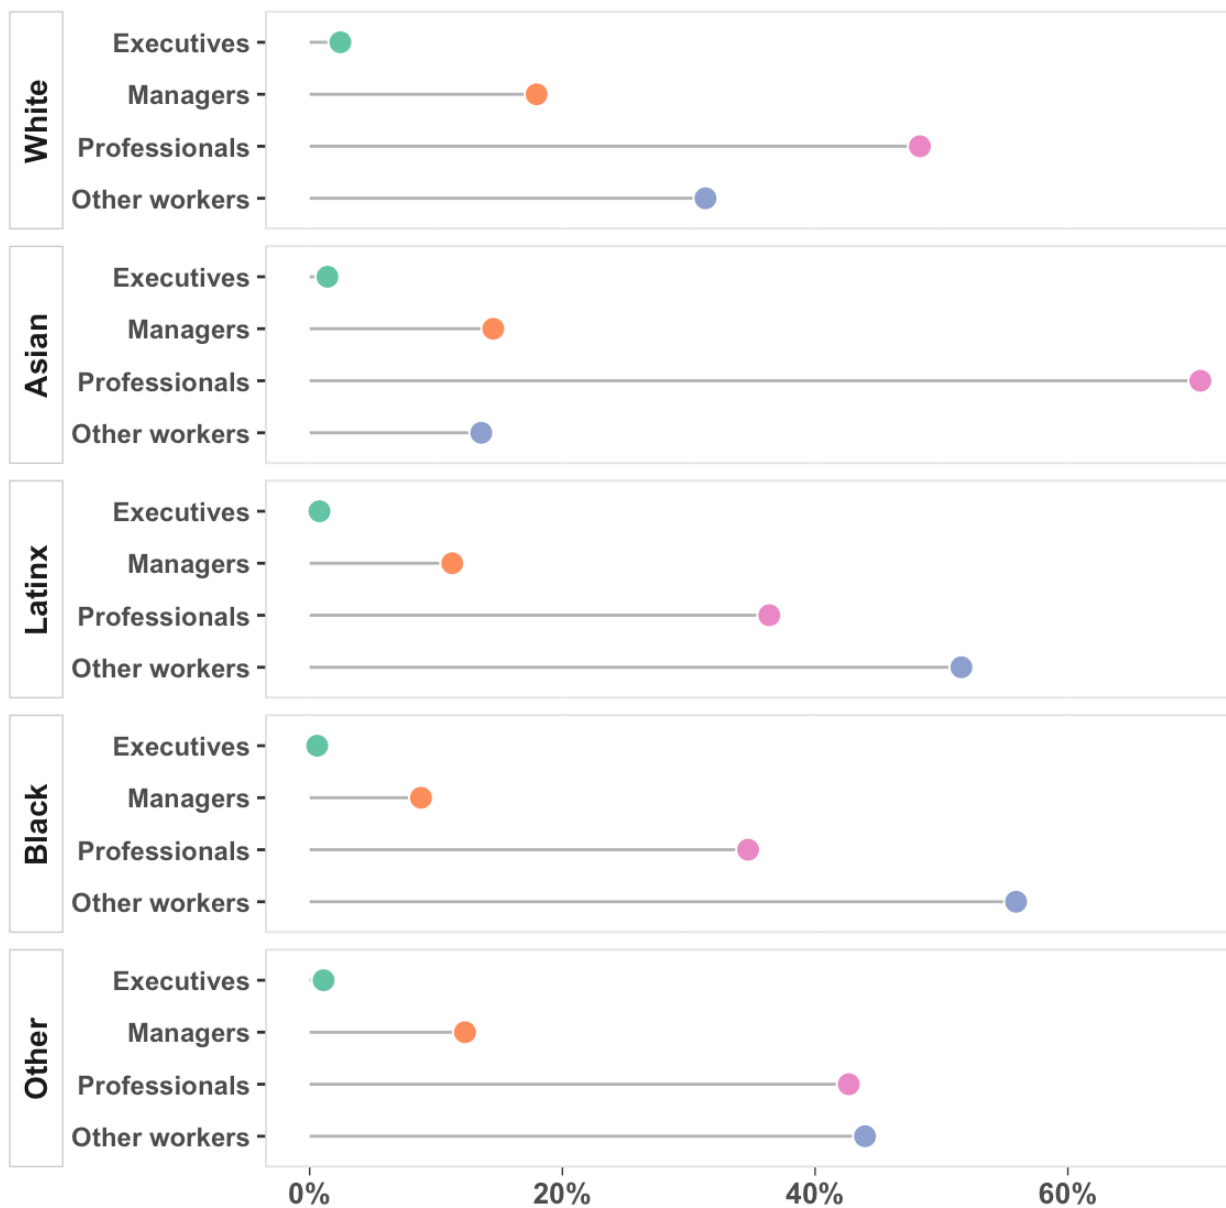 White
Executives
Managers
Professionals
Other workers
Asian
Executives
Managers
Professionals
Other workers
Latinx
Executives
Managers
Professionals
Other workers
Black
Executives
Managers
Professionals
Other workers
Other
Executives
Managers
Professionals
Other workers
0% 20% 40% 60%